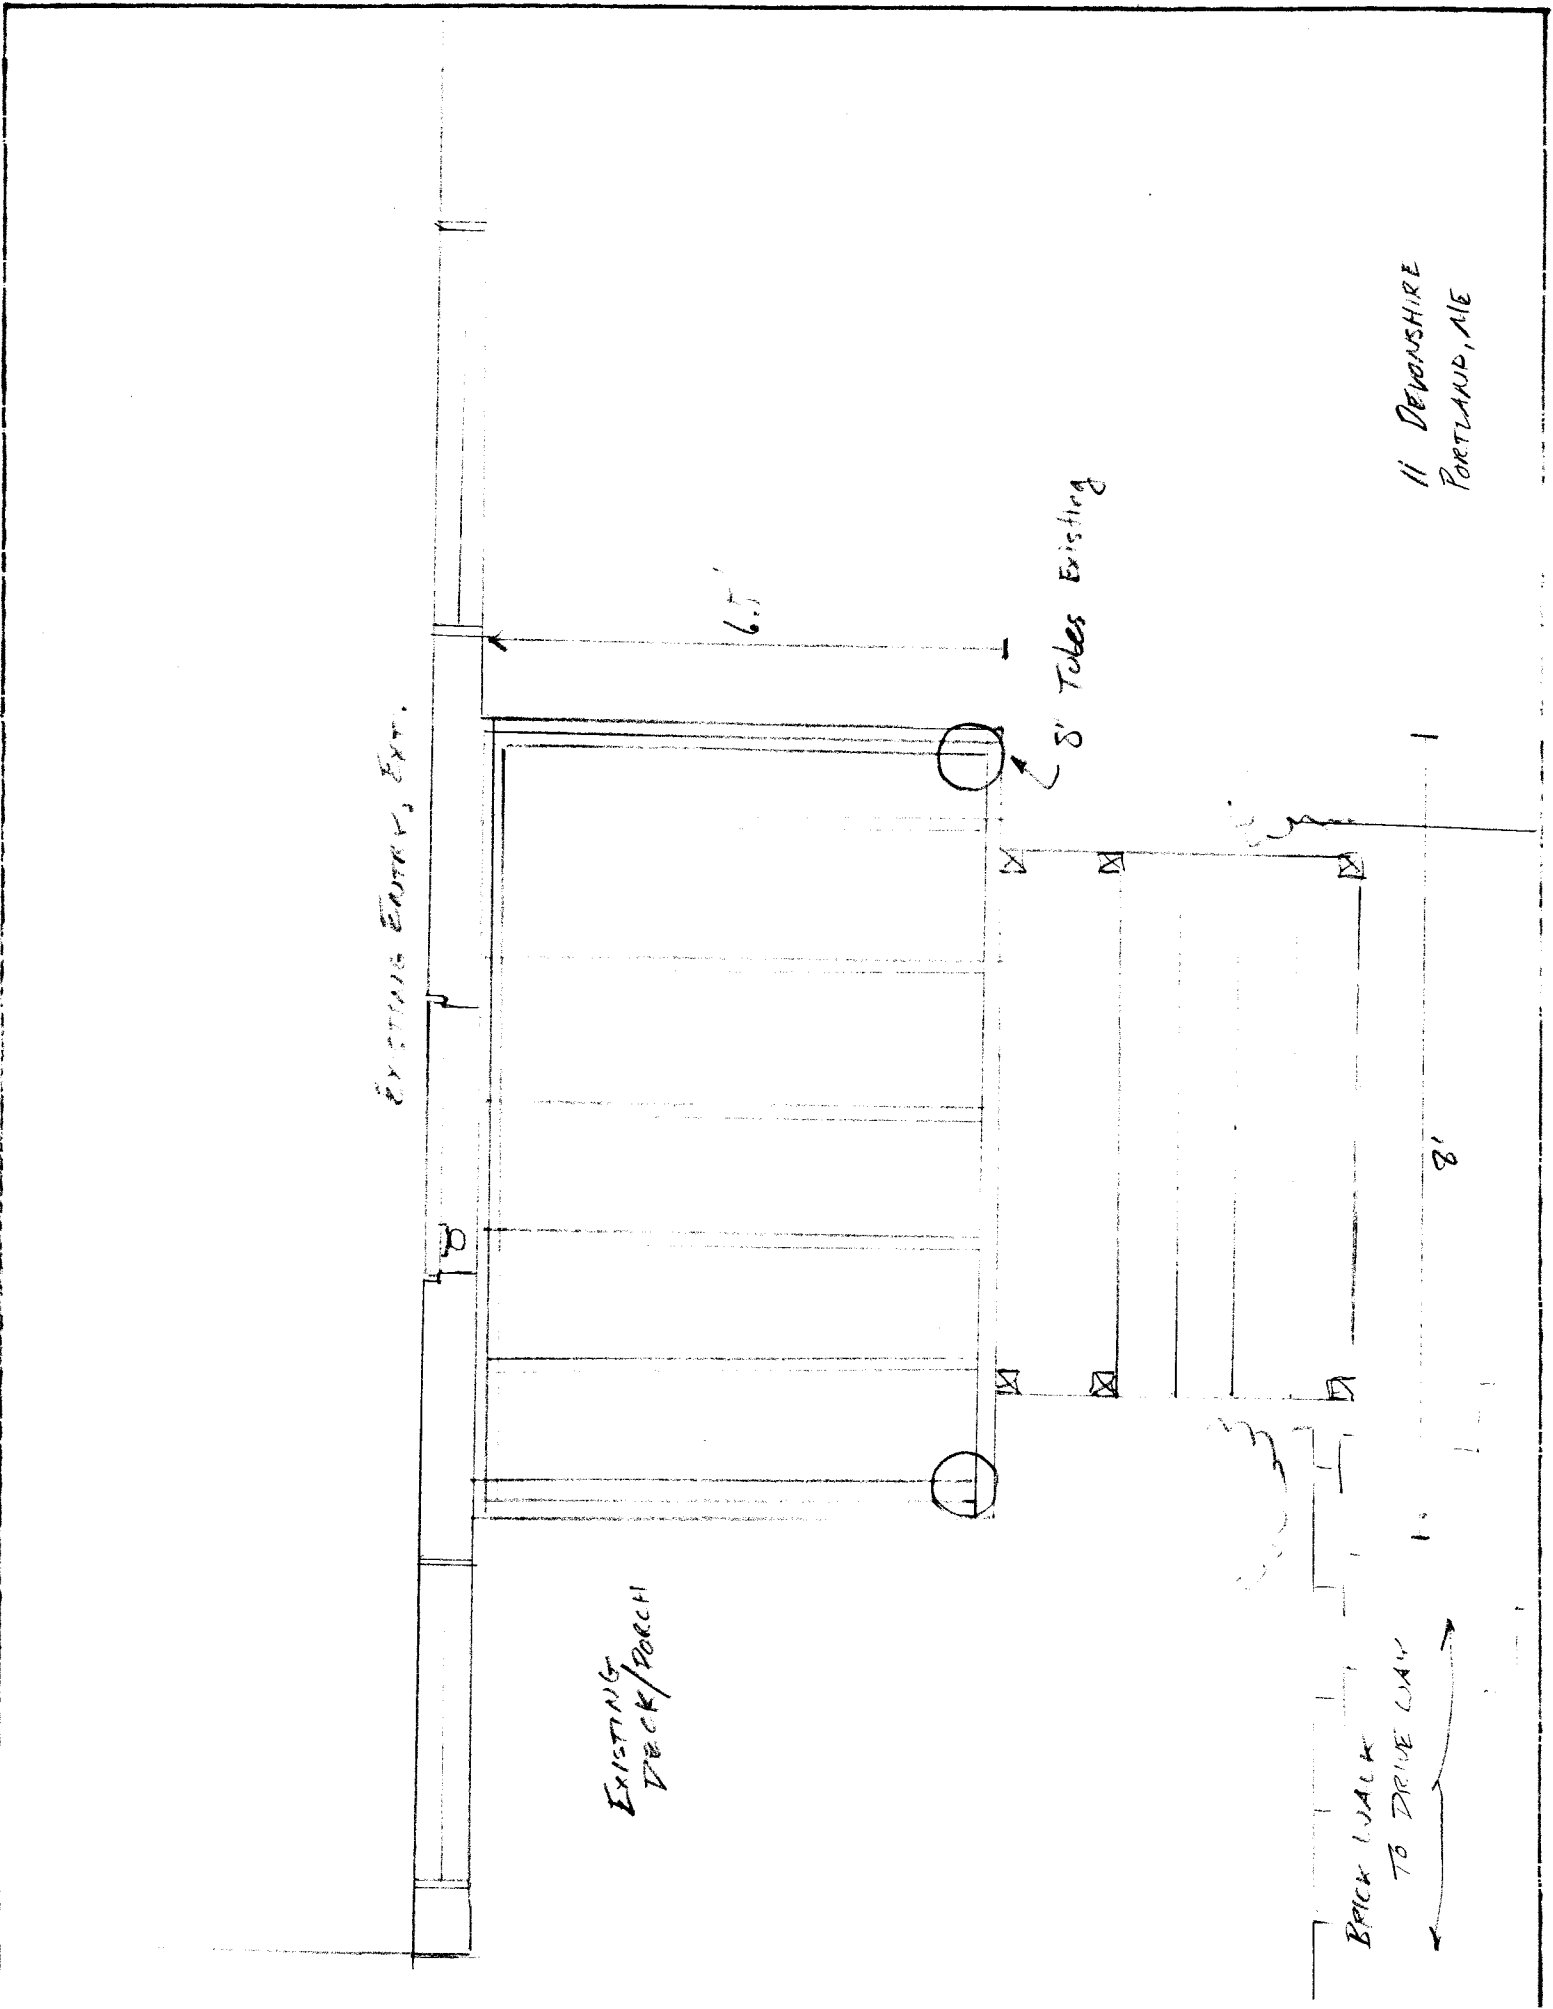 EXISTING ENTRY, EXT.
EXISTING
DECK/PORCH
6.5'
8" Tubes Existing
8'
BRICK WALK
TO DRIVE WAY
11 DEVONSHIRE
PORTLAND, ME